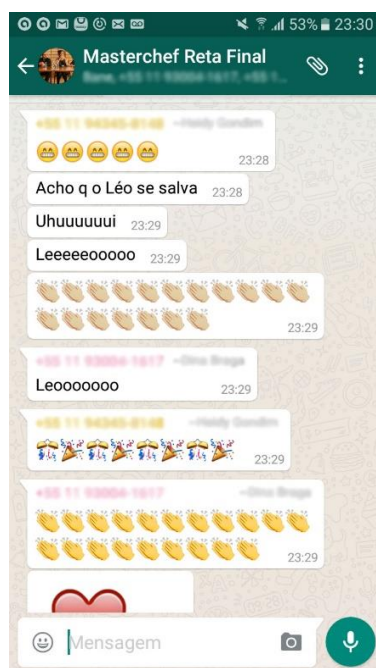 53% 23:30
Masterchef Reta Final
23:28
Acho q o Léo se salva 23:28
Uhuuuuuui 23:29
Leeeeeooooo 23:29
23:29
Leooooooo 23:29
23:29
23:29
Mensagem